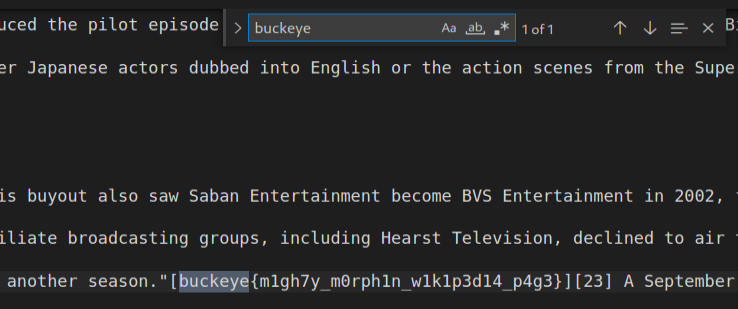 uced the pilot episode
buckeye
Aa ab .* 1 of 1
er Japanese actors dubbed into English or the action scenes from the Supe
is buyout also saw Saban Entertainment become BVS Entertainment in 2002,
iliate broadcasting groups, including Hearst Television, declined to air
another season."[buckeye{m1gh7y_m0rph1n_w1k1p3d14_p4g3}][23] A September